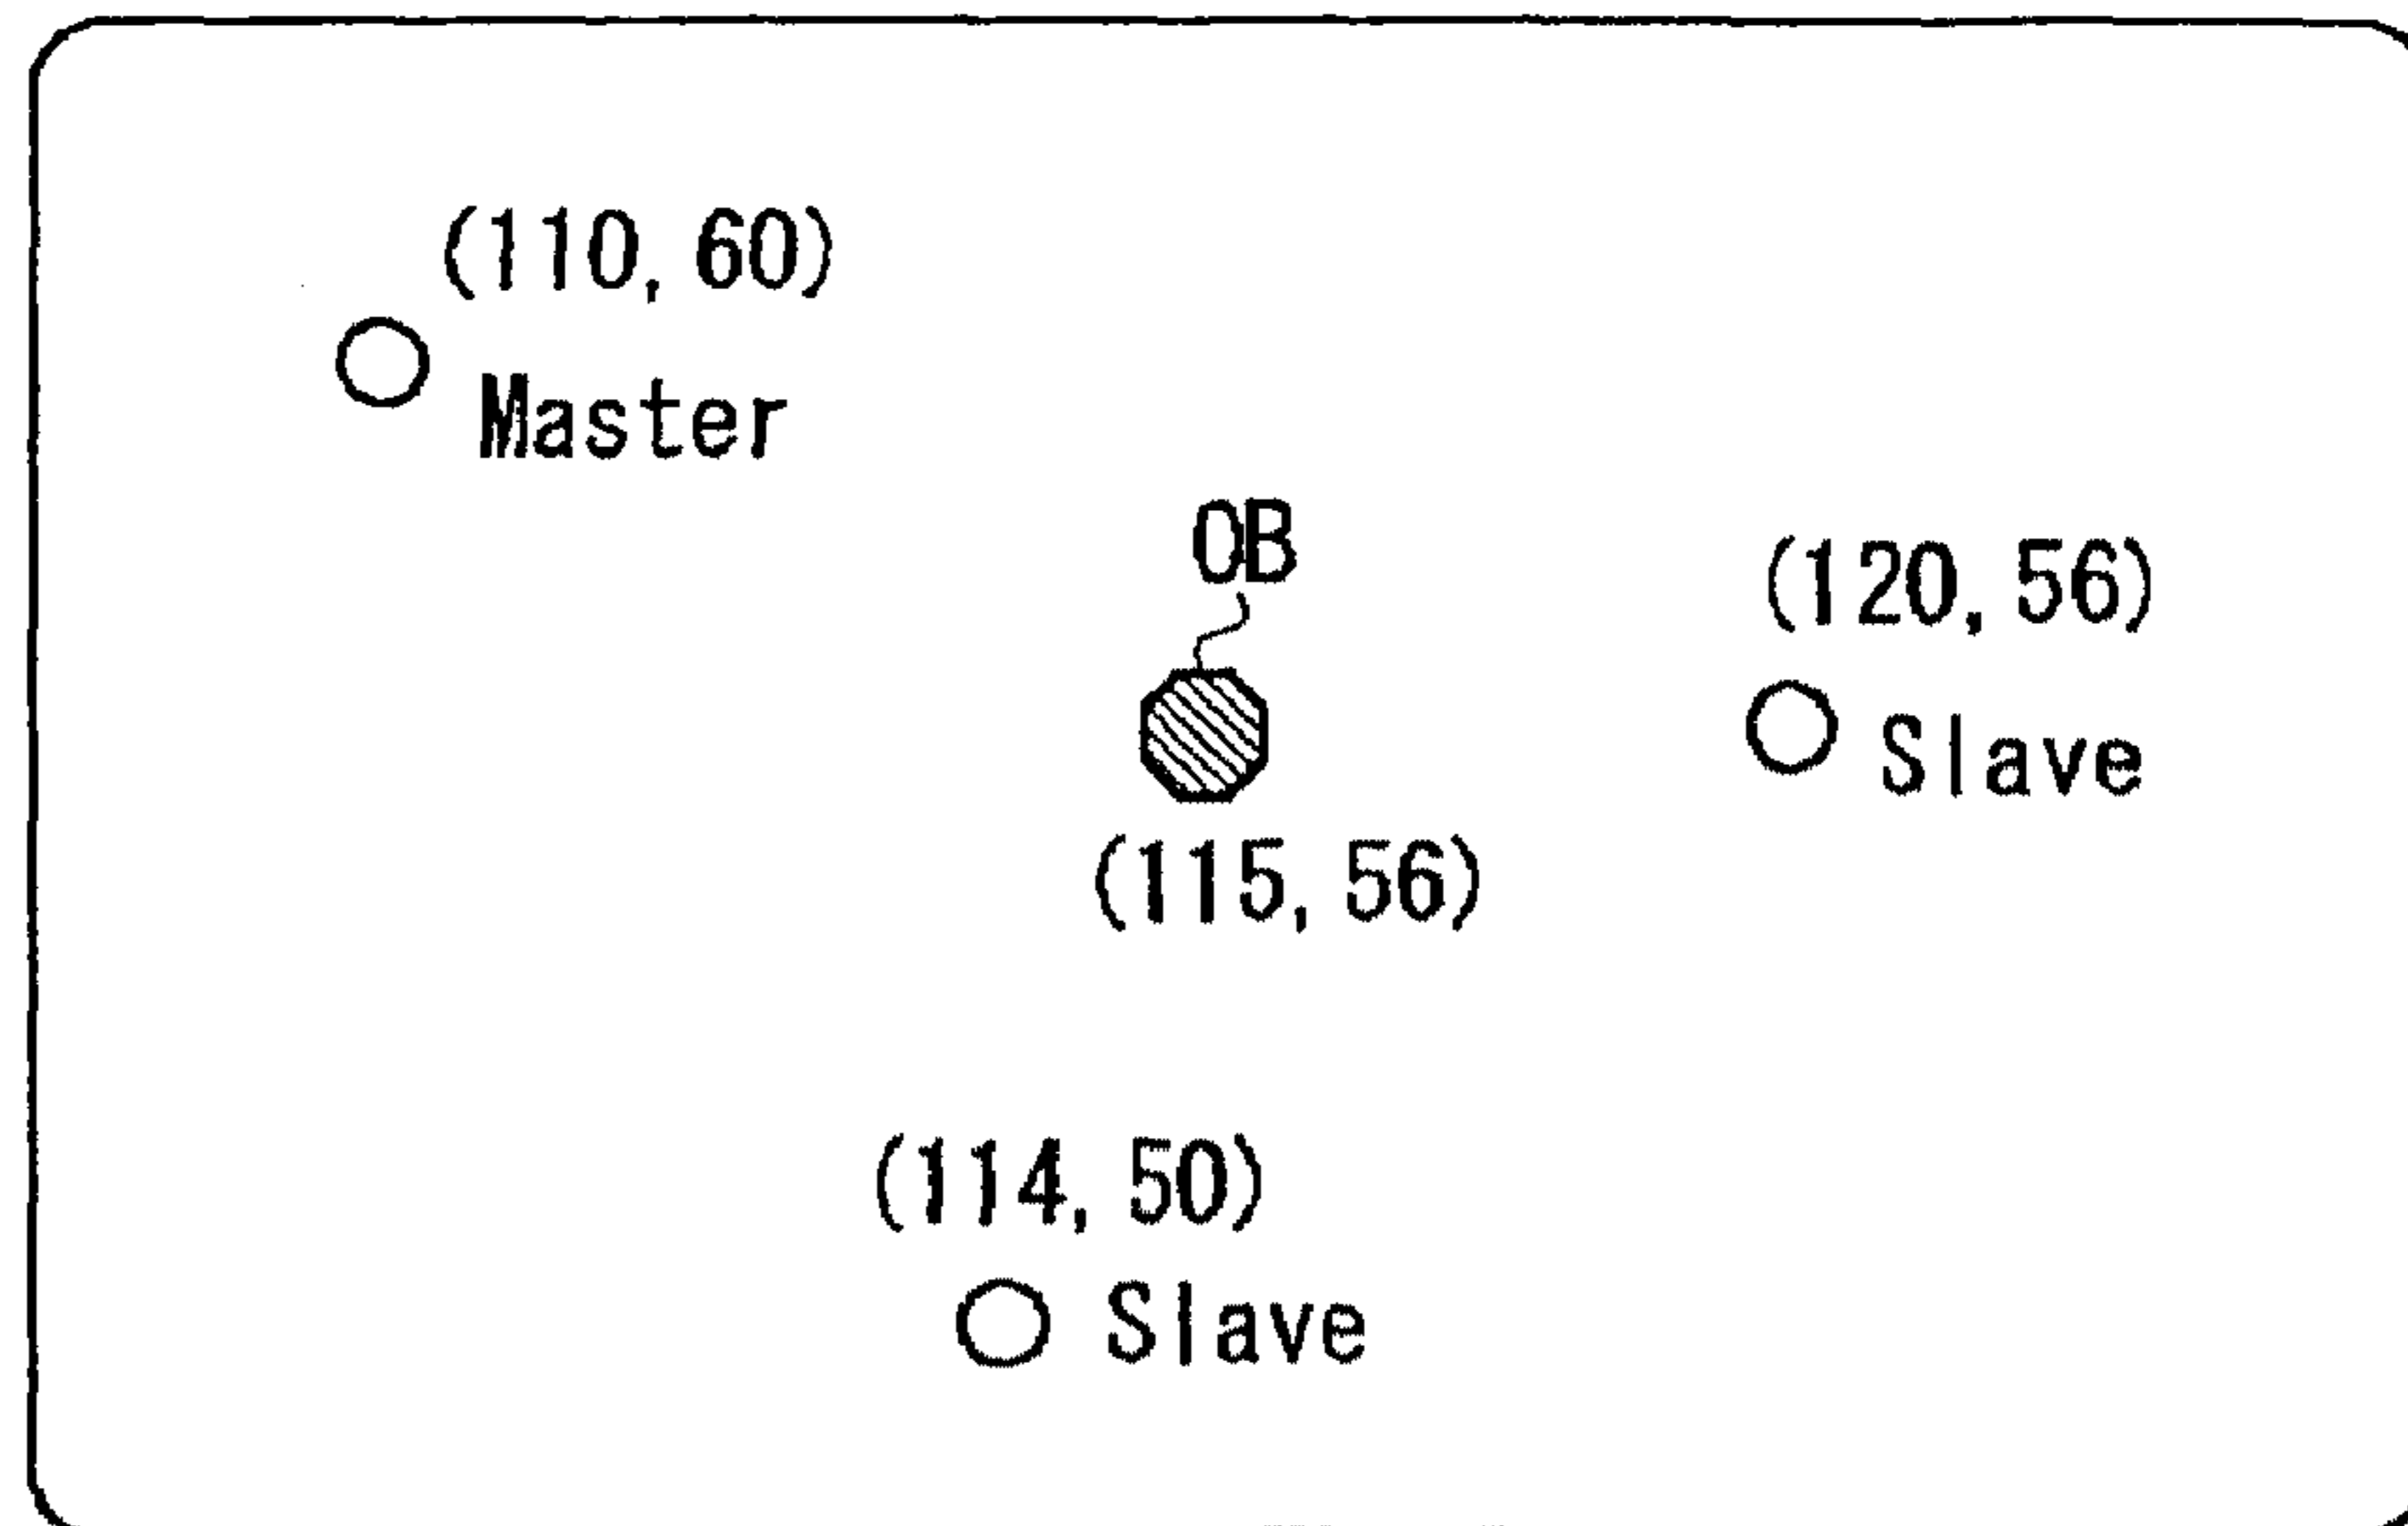 (110, 60)
Master
OB
(120, 56)
Slave
(115, 56)
(114, 50)
Slave